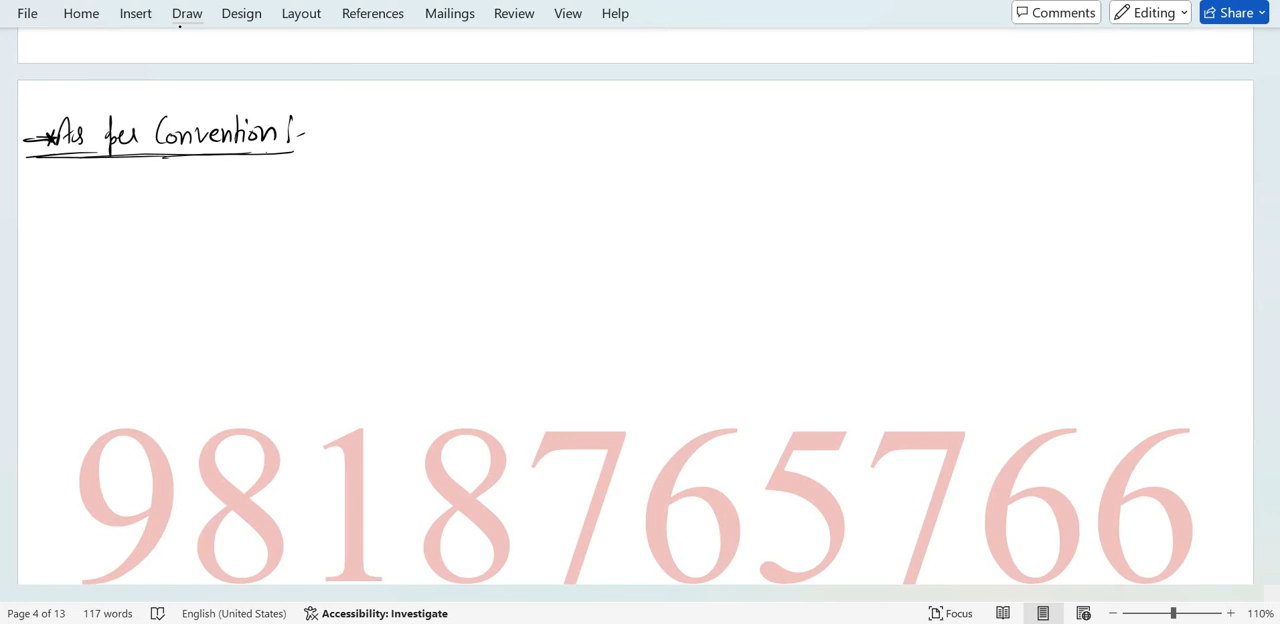 File Home Insert Draw Design Layout References Mailings Review View Help Comments Editing Share
→ As per Convention :-
9818765766
Page 4 of 13 117 words English (United States) Accessibility: Investigate Focus 110%